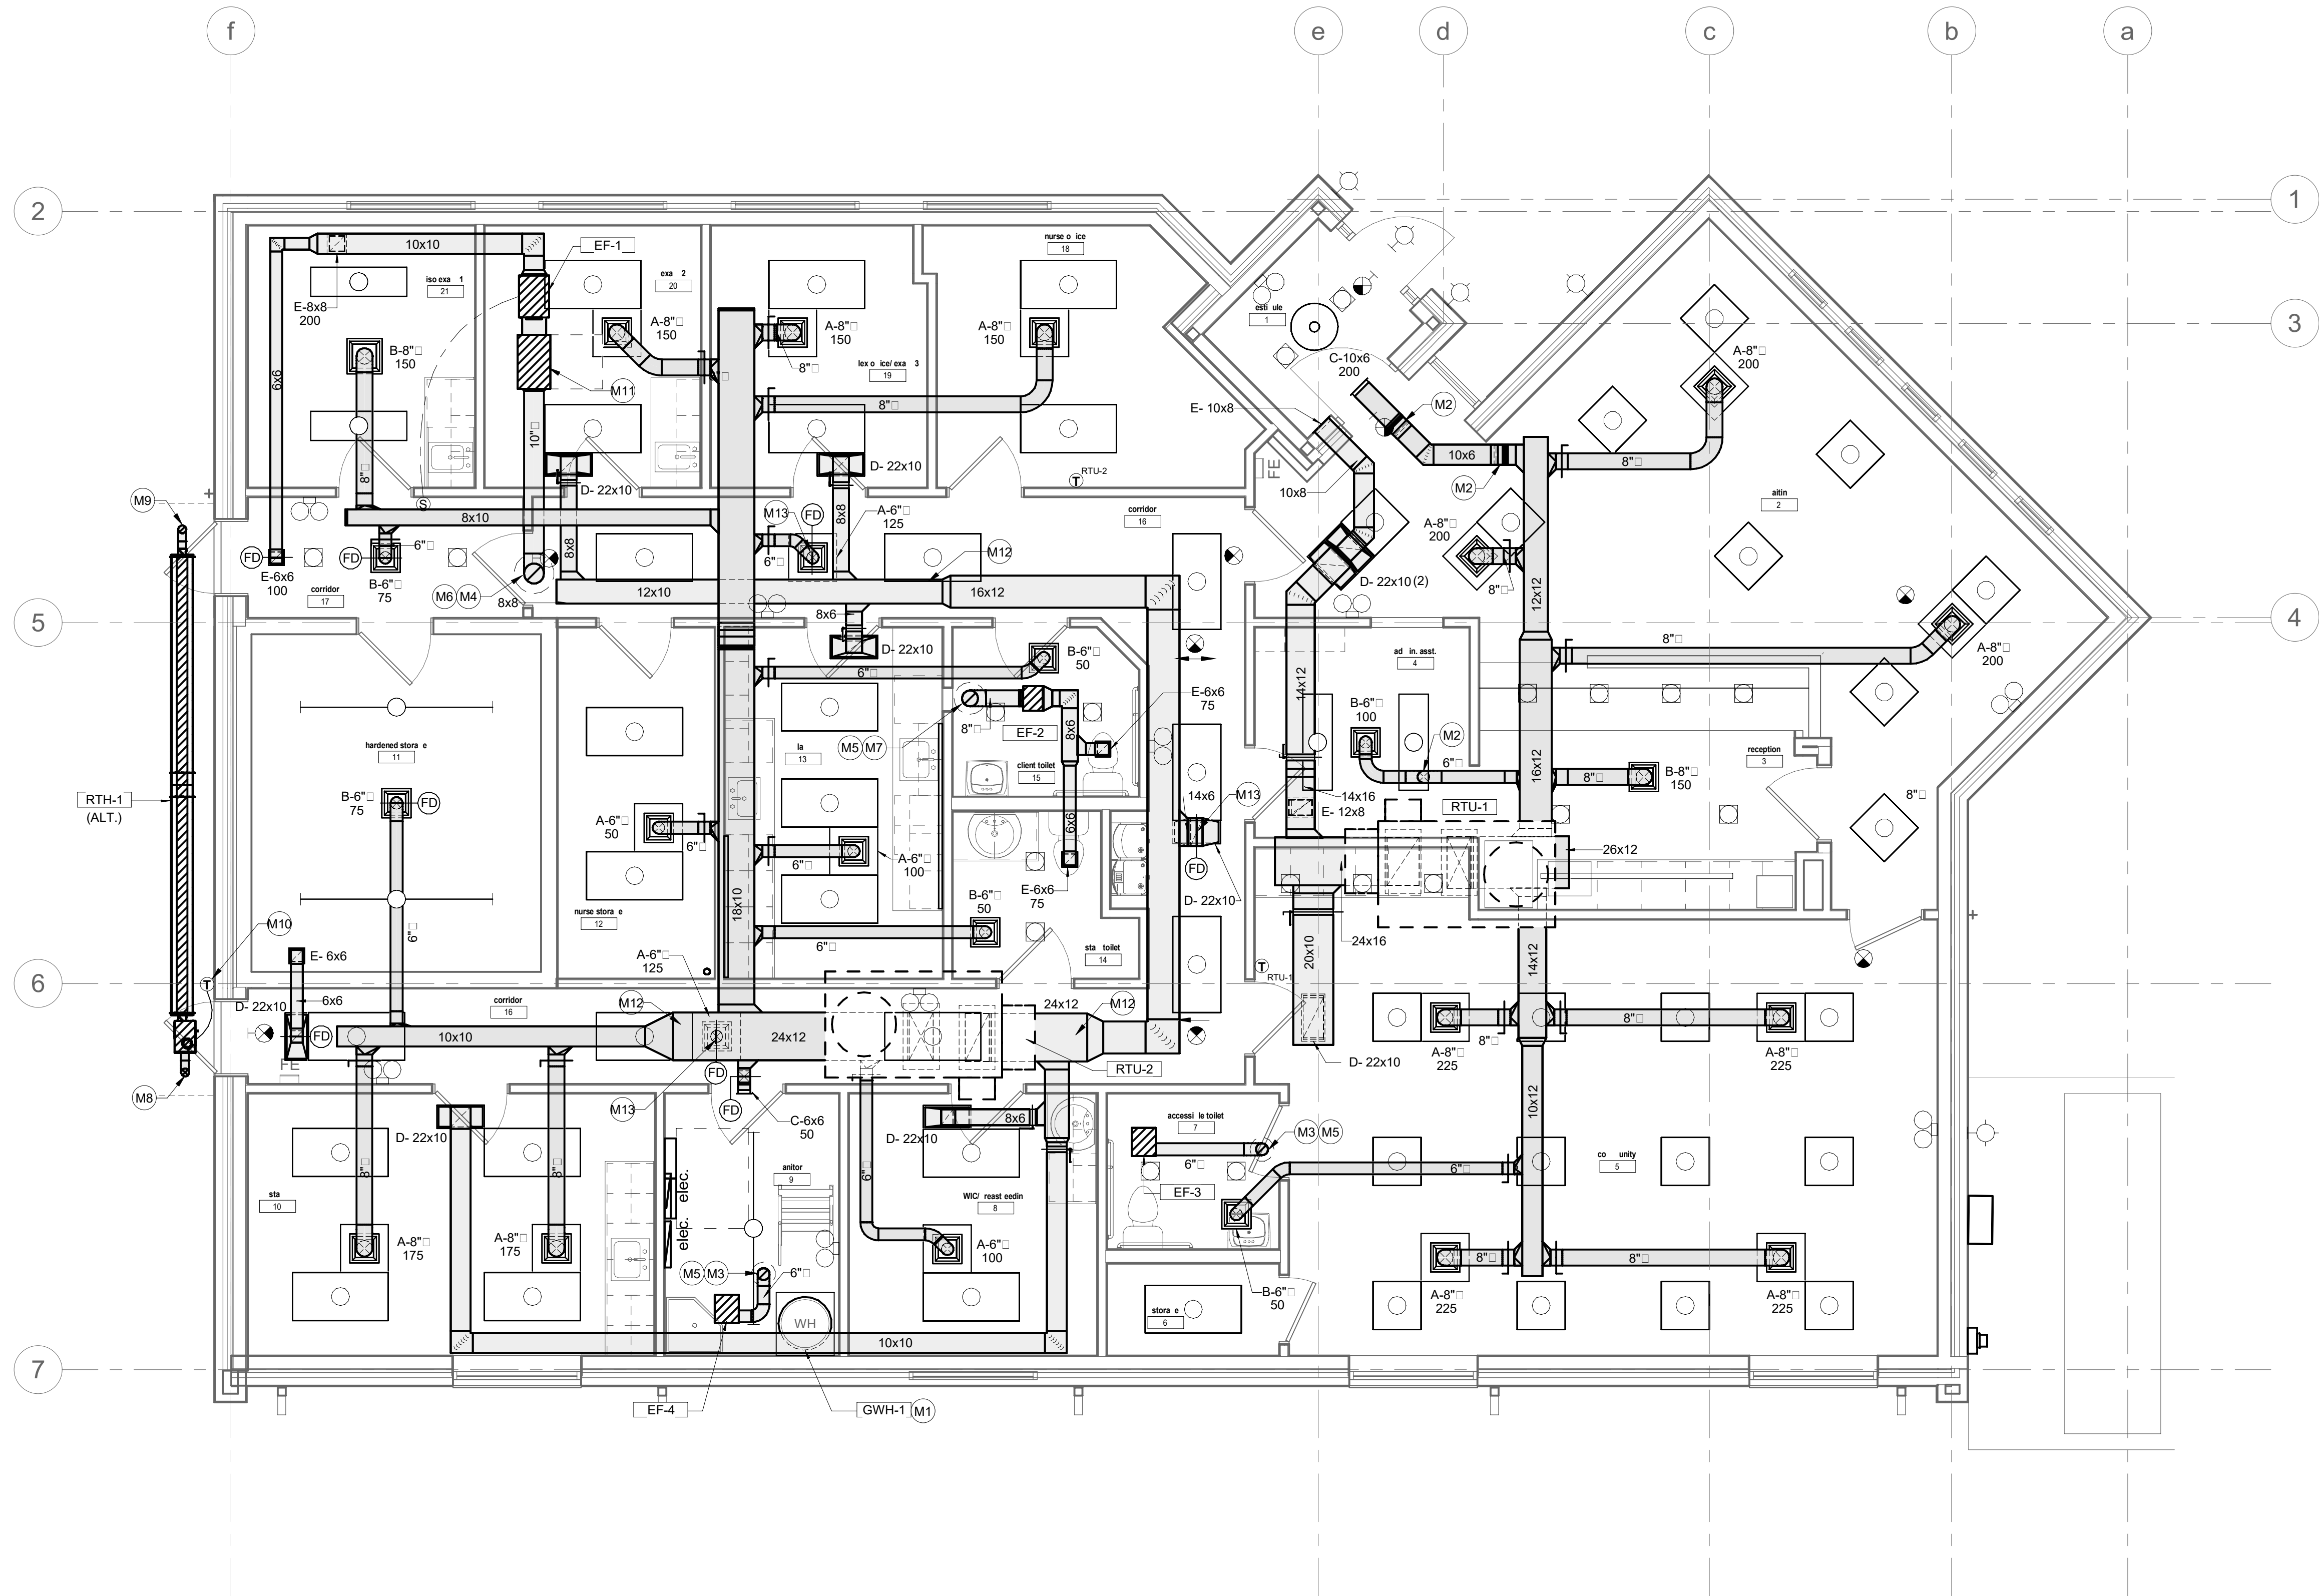 f
e
d
c
b
a
2
1
3
5
4
6
7
10x10
EF-1
nurse o ice
18
iso exa 1
21
exa 2
20
E-8x8
200
esti ule
1
A-8"□
150
A-8"□
150
A-8"□
150
B-8"□
150
8"□
lex o ice/ exa 3
19
C-10x6
200
A-8"□
200
6x6
M11
8"□
E- 10x8
M2
10"□
8"□
D- 22x10
D- 22x10
RTU-2
T
FE
10x6
8"□
10x8
M2
aitin
2
M9
S
8x10
M13
FD
8x8
A-6"□
125
corridor
16
A-8"□
200
FD
FD
6"□
8x8
6"□
M12
D- 22x10 (2)
8"□
E-6x6
100
B-6"□
75
M6
M4
8x8
corridor
17
12x10
16x12
12x12
8x6
D- 22x10
B-6"□
50
6"□
8"□
A-8"□
200
ad in. asst.
4
E-6x6
75
14x12
B-6"□
100
M2
hardened stora e
11
la
13
M5
M7
8"□
EF-2
8x6
client toilet
15
6"□
16x12
reception
3
8"□
B-8"□
150
8"□
RTH-1
(ALT.)
B-6"□
75
FD
14x6
M13
14x16
E- 12x8
RTU-1
A-6"□
50
6"□
6"□
A-6"□
100
6x6
FD
26x12
E-6x6
75
D- 22x10
B-6"□
50
18x10
nurse stora e
12
6"□
6"□
24x16
20x10
M10
T
E- 6x6
A-6"□
125
sta toilet
14
T
RTU-1
14x12
D- 22x10
6x6
corridor
16
M12
24x12
M12
FD
10x10
24x12
8"□
8"□
A-8"□
225
A-8"□
225
FE
FD
RTU-2
D- 22x10
M8
M13
FD
C-6x6
50
8x6
10x12
D- 22x10
D- 22x10
accessi le toilet
7
M3
M5
8"□
8"□
elec.
elec.
anitor
9
6"□
6"□
6"□
co unity
5
sta
10
EF-3
WIC/ reast eedin
8
A-8"□
175
A-8"□
175
A-6"□
100
8"□
8"□
M5
M3
6"□
B-6"□
50
A-8"□
225
A-8"□
225
stora e
6
WH
10x10
EF-4
GWH-1
M1